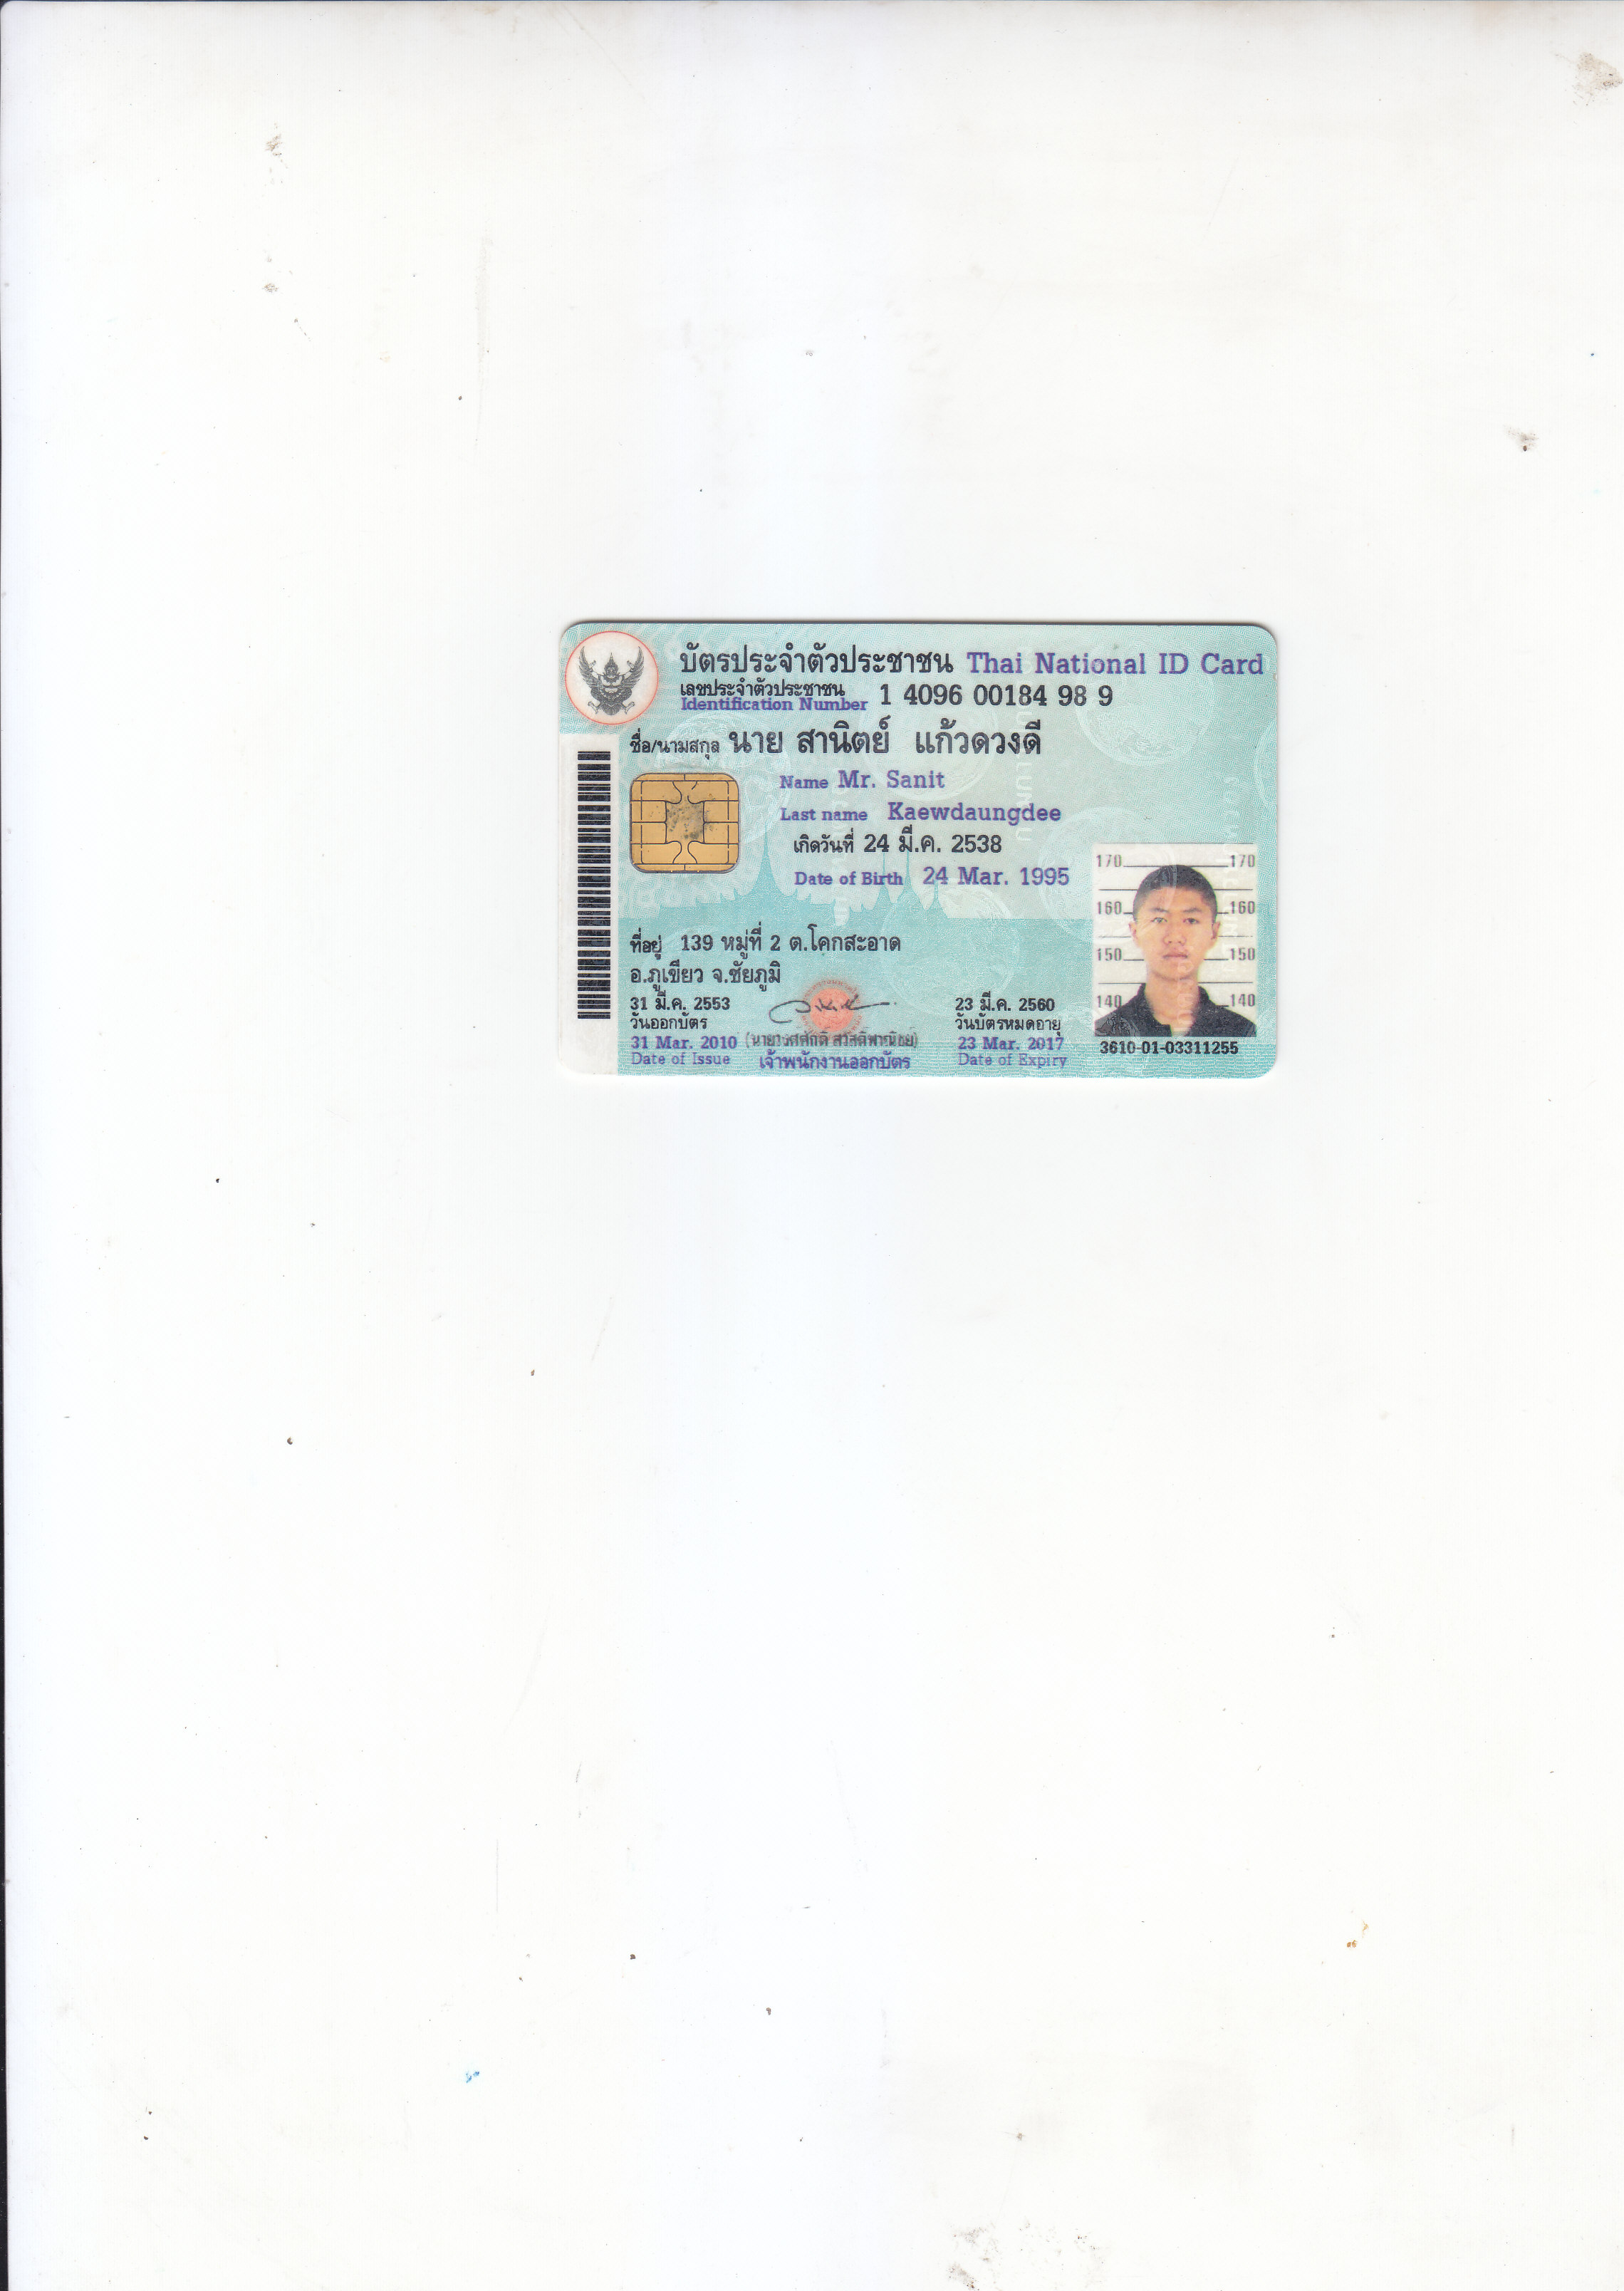 บัตรประจำตัวประชาชน Thai National ID Card
เลขประจำตัวประชาชน
Identification Number 1 4096 00184 98 9
ชื่อ/นามสกุล นาย สานิตย์ แก้วดวงดี
Name Mr. Sanit
Last name Kaewdaungdee
เกิดวันที่ 24 มี.ค. 2538
Date of Birth 24 Mar. 1995
ที่อยู่ 139 หมู่ที่ 2 ต.โคกสะอาด
อ.ภูเขียว จ.ชัยภูมิ
31 มี.ค. 2553
วันออกบัตร
31 Mar. 2010
Date of Issue
เจ้าพนักงานออกบัตร
23 มี.ค. 2560
วันบัตรหมดอายุ
23 Mar. 2017
Date of Expiry
170 170
160 160
150 150
140 140
3610-01-03311255